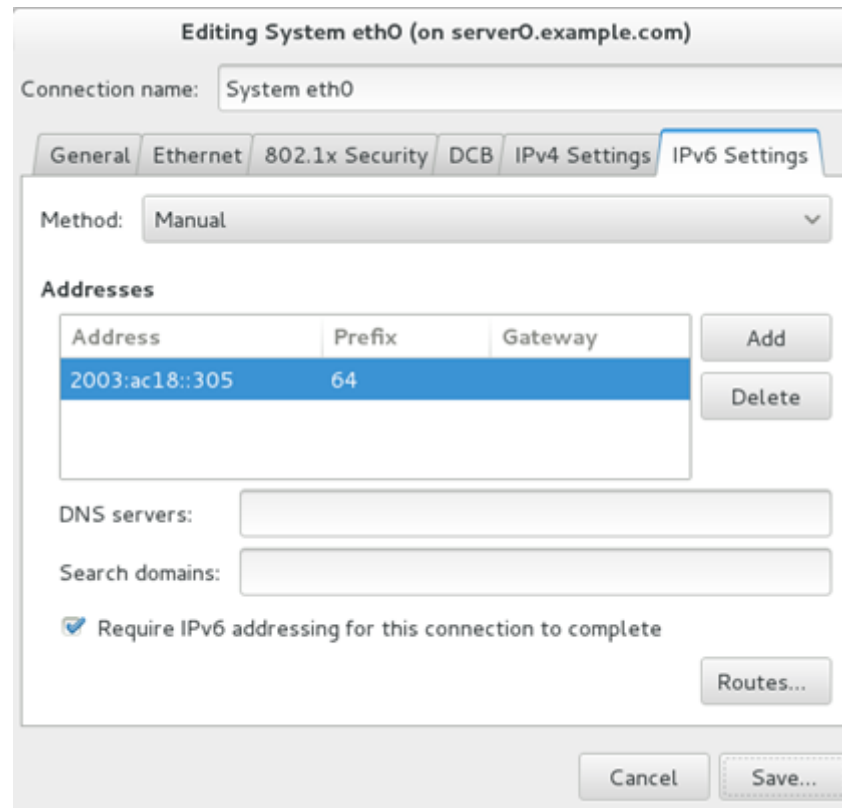 Editing System eth0 (on server0.example.com)
Connection name: System eth0
General Ethernet 802.1x Security DCB IPv4 Settings IPv6 Settings
Method: Manual
Addresses
Address Prefix Gateway Add
2003:ac18::305 64
Delete
DNS servers:
Search domains:
Require IPv6 addressing for this connection to complete
Routes...
Cancel Save...